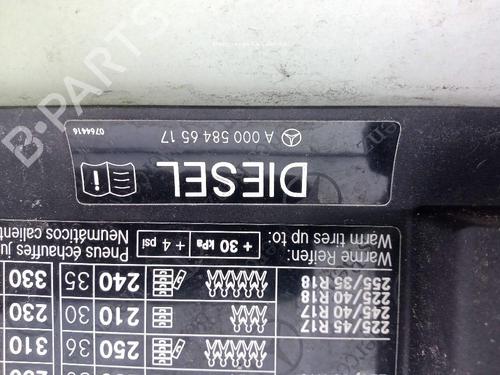 B-PARTS
250 36 310
225/45 R17
245/40 R17 210 30 230
225/40 R18
255/35 R18 240 35 330
Warme Reifen:
Warm tires up to:
+ 30 kPa + 4 psi
Pneus échauffés ju
Neumáticos calient
DIESEL
A 000 584 65 17
0764416